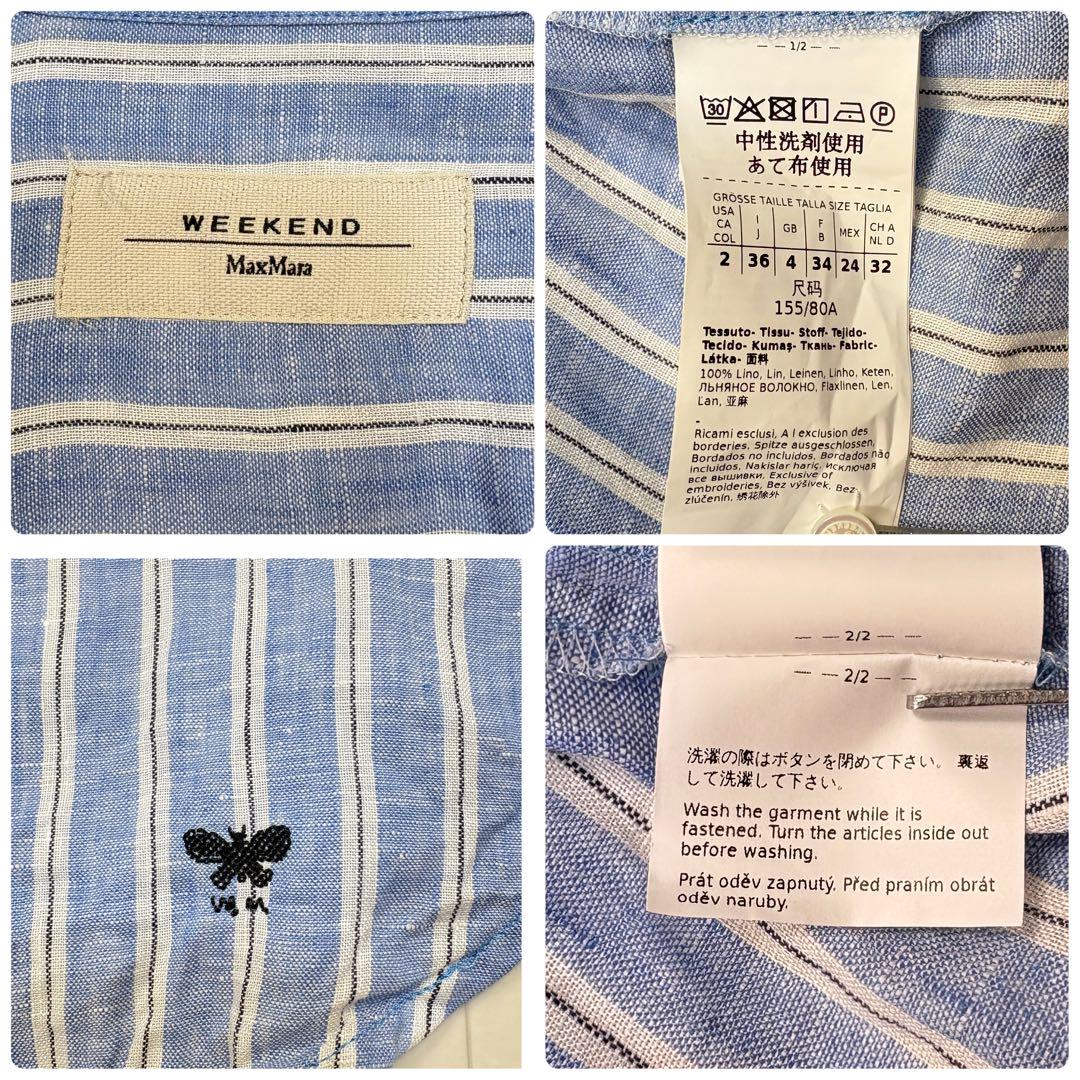 WEEKEND
MaxMara
1/2
30 P
中性洗剤使用
あて布使用
GRÖSSE TAILLE TALLA SIZE TAGLIA
USA CA COL I J GB F B MEX CH A NL D
2 36 4 34 24 32
尺码
155/80A
Tessuto- Tissu- Stoff- Tejido-
Tecido- Kumaş- Ткань- Fabric-
Látka- 面料
100% Lino, Lin, Leinen, Linho, Keten,
ЛЬНЯНОЕ ВОЛОКНО, Flaxlinen, Len,
Ľan, 亚麻
-
Ricami esclusi, A l exclusion des
borderies, Spitze ausgeschlossen,
Bordados no incluidos, Bordados não
incluidos, Nakislar hariç, исключая
все вышивки, Exclusive of
embroideries, Bez výšivek, Bez
zlúčenín, 绣花除外
2/2
2/2
洗濯の際はボタンを閉めて下さい。 裏返
して洗濯して下さい。
Wash the garment while it is
fastened. Turn the articles inside out
before washing.
Prát oděv zapnutý. Před praním obrát
oděv naruby.